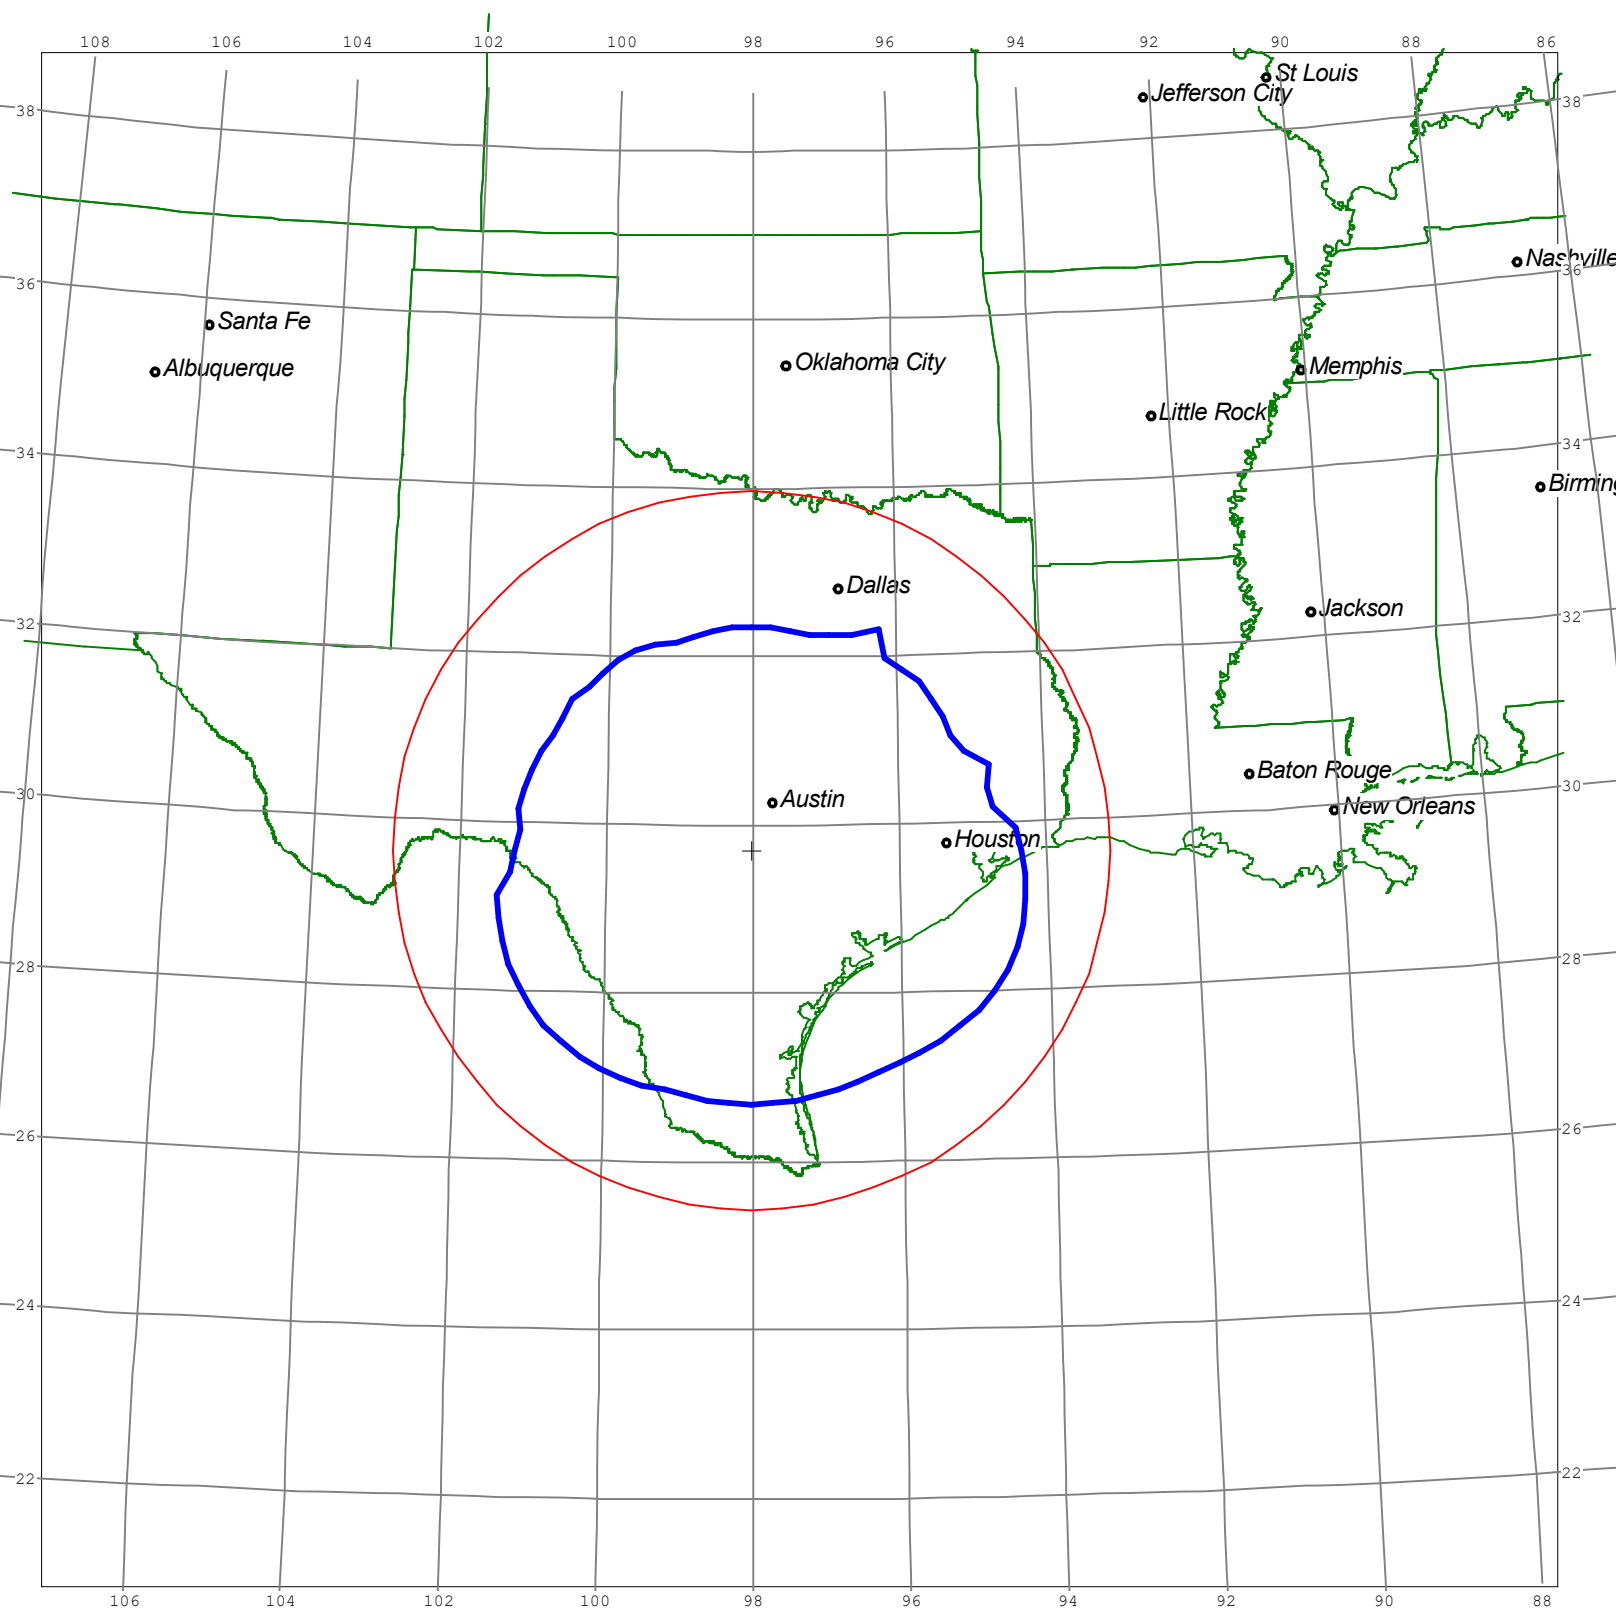 108 106 104 102 100 98 96 94 92 90 88 86
St Louis
Jefferson City
38 38
Nashville
36 36
Santa Fe
Oklahoma City
Albuquerque
Memphis
Little Rock
34 34
Birming
Dallas
Jackson
32 32
Baton Rouge
30 30
Austin
New Orleans
Houston
28 28
26 26
24 24
22 22
106 104 102 100 98 96 94 92 90 88